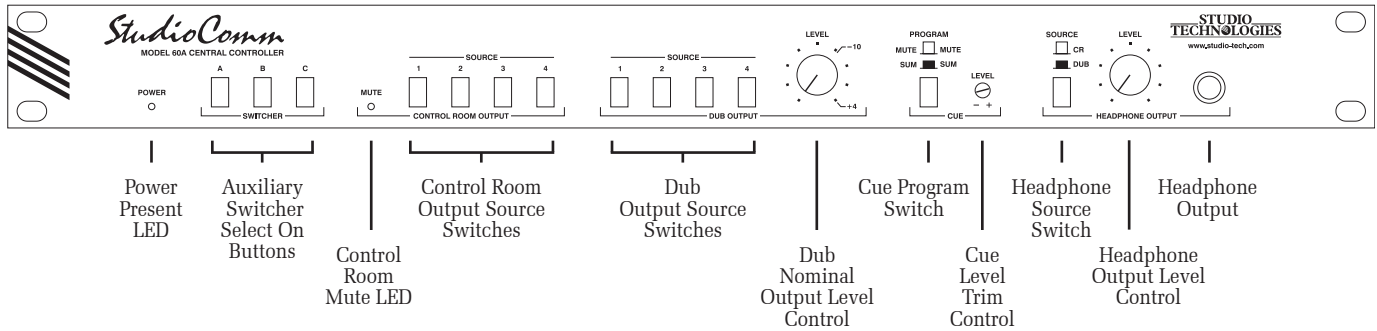 StudioComm
MODEL 60A CENTRAL CONTROLLER
POWER
A B C
SWITCHER
MUTE
SOURCE
1 2 3 4
CONTROL ROOM OUTPUT
SOURCE
1 2 3 4
LEVEL
–10
+4
DUB OUTPUT
PROGRAM
MUTE MUTE
SUM SUM
LEVEL
– +
CUE
SOURCE
CR
DUB
LEVEL
HEADPHONE OUTPUT
STUDIO
TECHNOLOGIES
www.studio-tech.com
Power
Present
LED
Auxiliary
Switcher
Select On
Buttons
Control
Room
Mute LED
Control Room
Output Source
Switches
Dub
Output Source
Switches
Dub
Nominal
Output Level
Control
Cue Program
Switch
Cue
Level
Trim
Control
Headphone
Source
Switch
Headphone
Output Level
Control
Headphone
Output